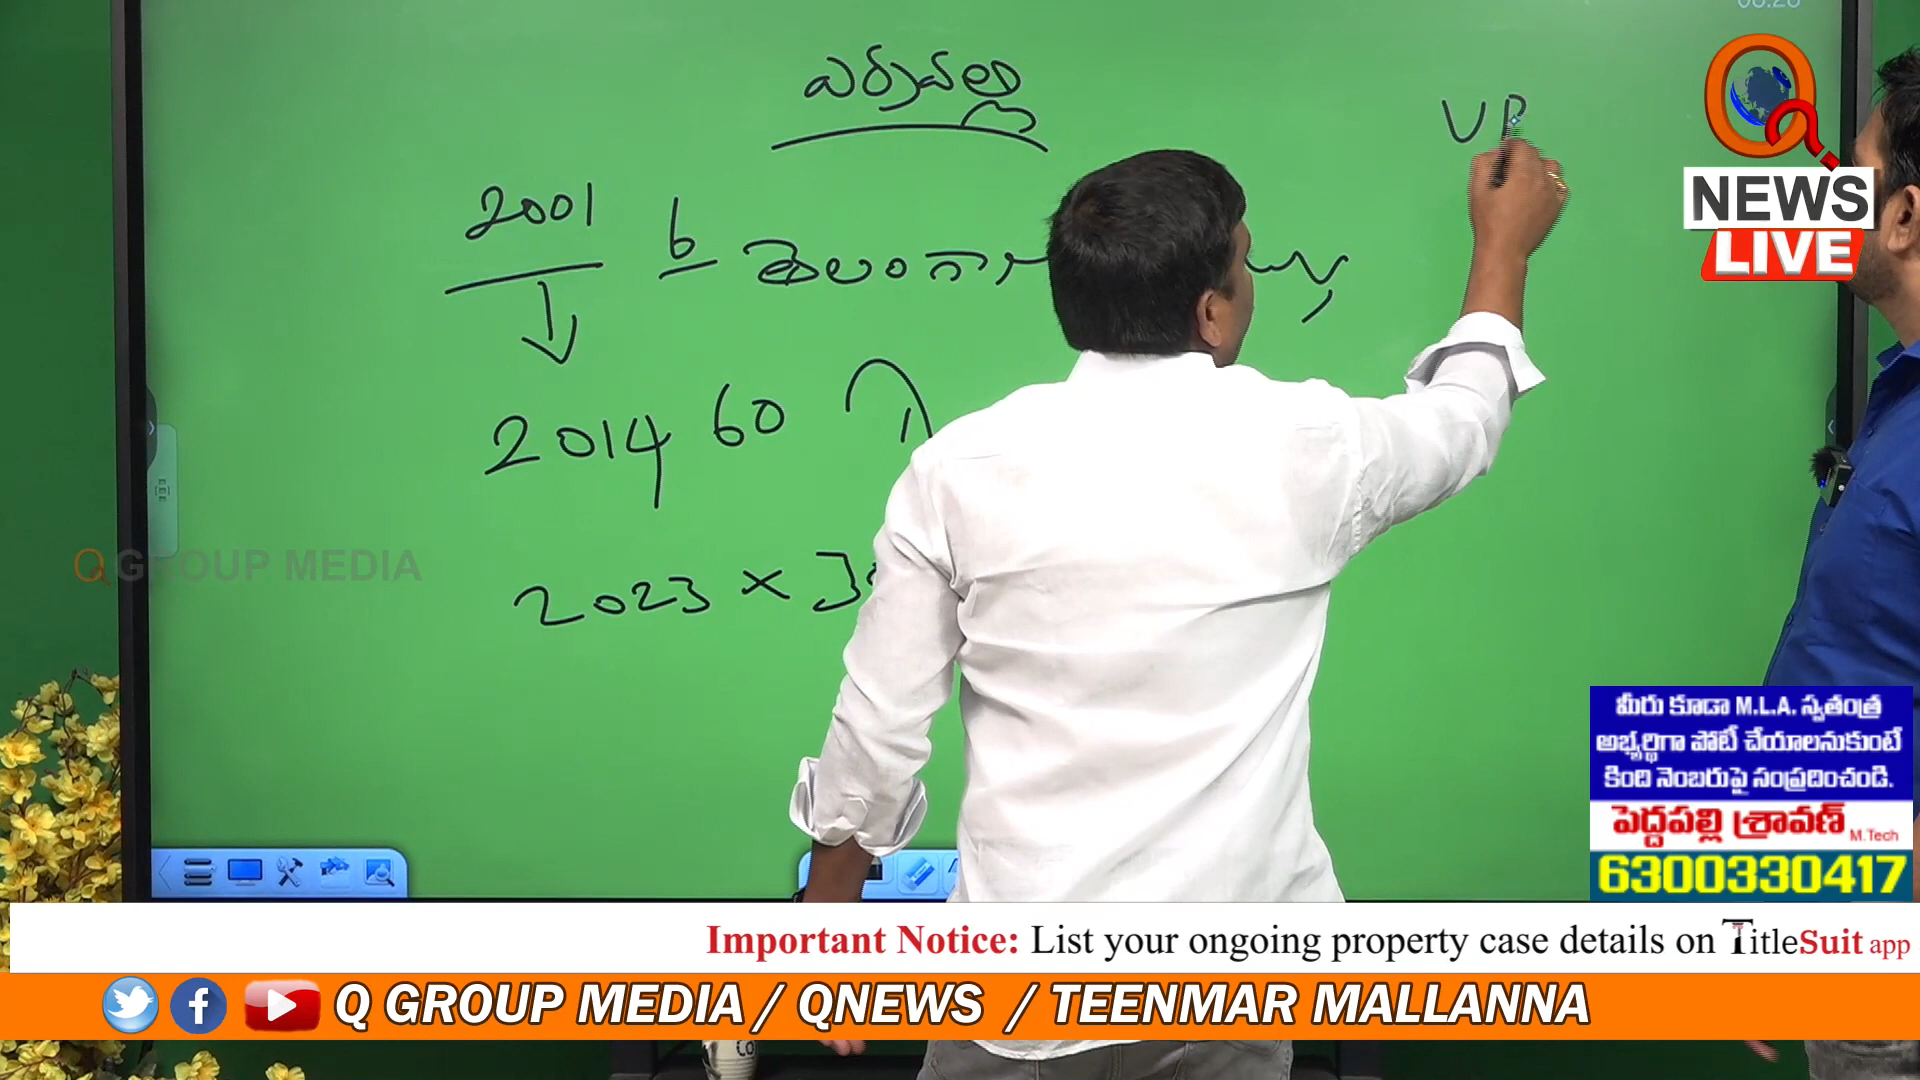 ఎర్రవల్లి
VP
2001 6
2014 60
2023 ×
Q
NEWS
LIVE
Q GROUP MEDIA
మీరు కూడా M.L.A. స్వతంత్ర
అభ్యర్థిగా పోటీ చేయాలనుకుంటే
కింది నెంబరుపై సంప్రదించండి.
పెద్దపల్లి శ్రావణ్ M.Tech
6300330417
Important Notice: List your ongoing property case details on TitleSuit app
Q GROUP MEDIA / QNEWS / TEENMAR MALLANNA